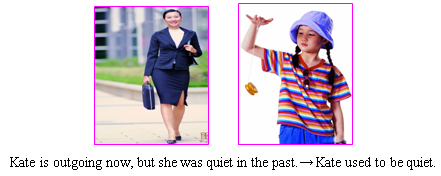 Kate is outgoing now, but she was quiet in the past.→Kate used to be quiet.